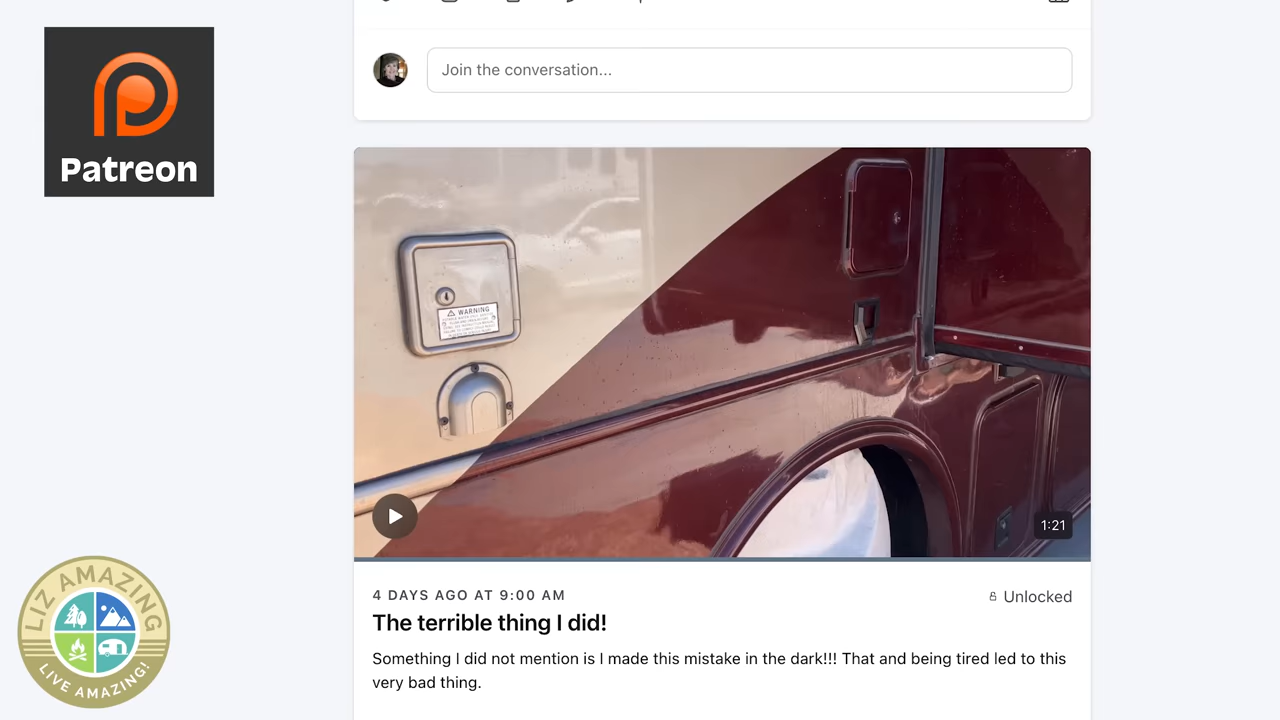 Patreon
Join the conversation...
WARNING
1:21
4 DAYS AGO AT 9:00 AM
Unlocked
The terrible thing I did!
Something I did not mention is I made this mistake in the dark!!! That and being tired led to this
very bad thing.
LIZ AMAZING
LIVE AMAZING!